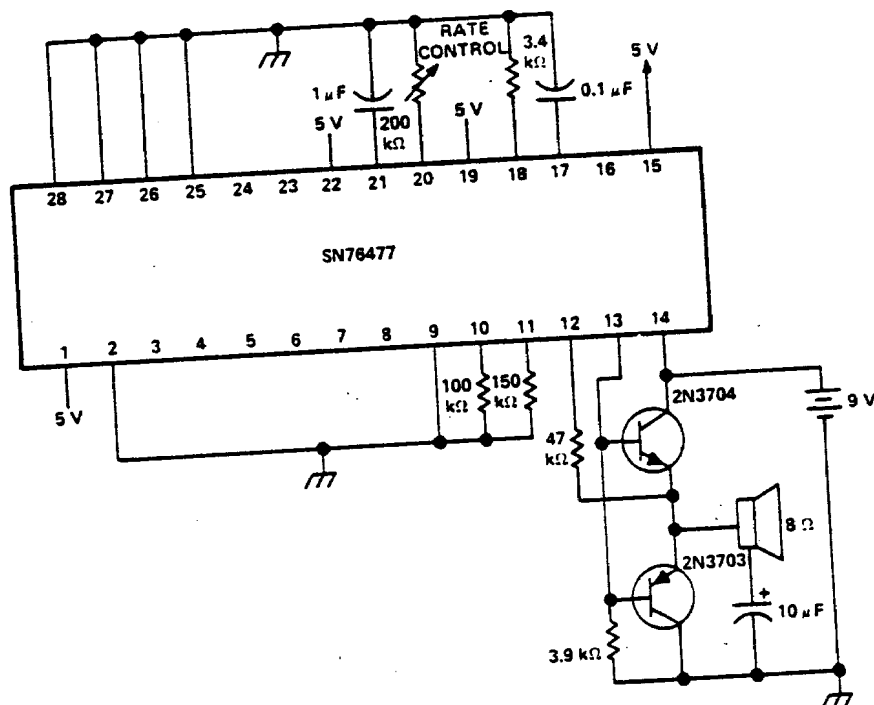 RATE
CONTROL
3.4
kΩ
5 V
1 μF
200
kΩ
5 V
5 V
0.1 μF
28 27 26 25 24 23 22 21 20 19 18 17 16 15
SN76477
1 2 3 4 5 6 7 8 9 10 11 12 13 14
5 V
100
kΩ
150
kΩ
47
kΩ
2N3704
9 V
8 Ω
2N3703
+
10 μF
3.9 kΩ